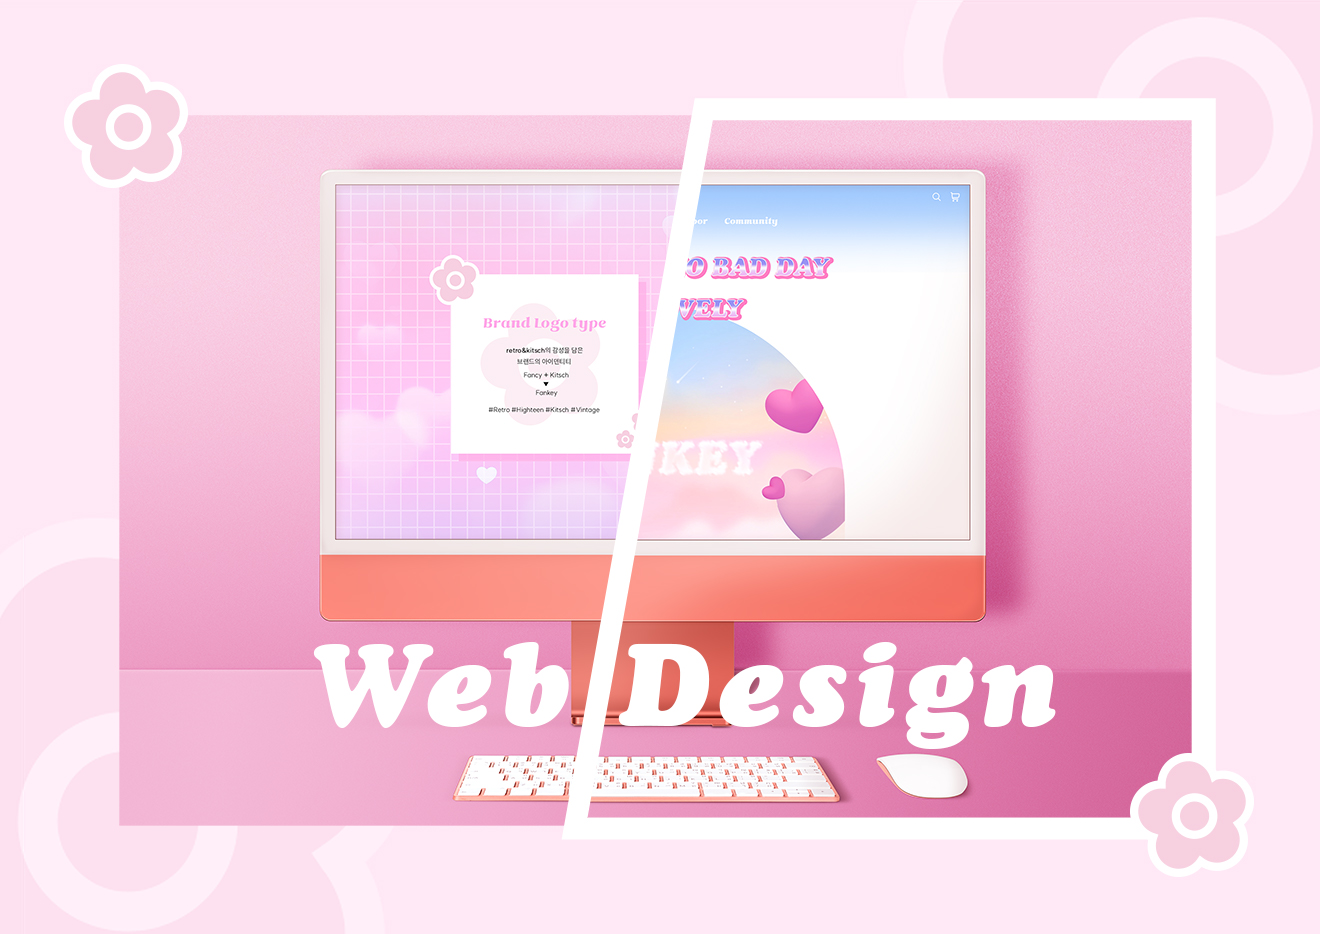 Community
O BAD DAY
VELY
Brand Logo type
retro&kitsch의 감성을 담은
브랜드의 아이덴티티
Fancy + Kitsch
▼
Fankey
#Retro #Highteen #Kitsch #Vintage
KEY
Web Design